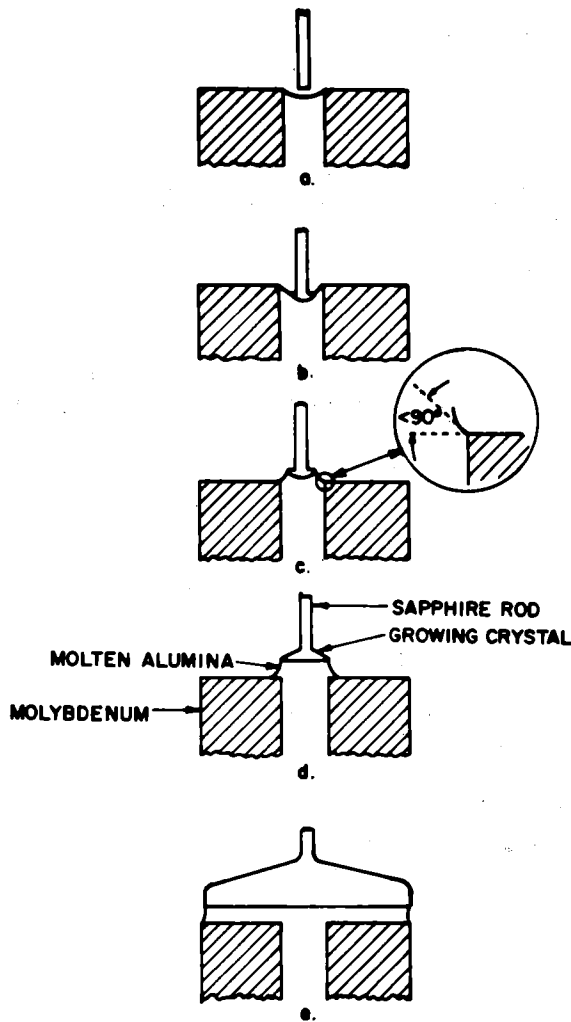 a.
b.
<90°
c.
SAPPHIRE ROD
GROWING CRYSTAL
MOLTEN ALUMINA
MOLYBDENUM
d.
e.